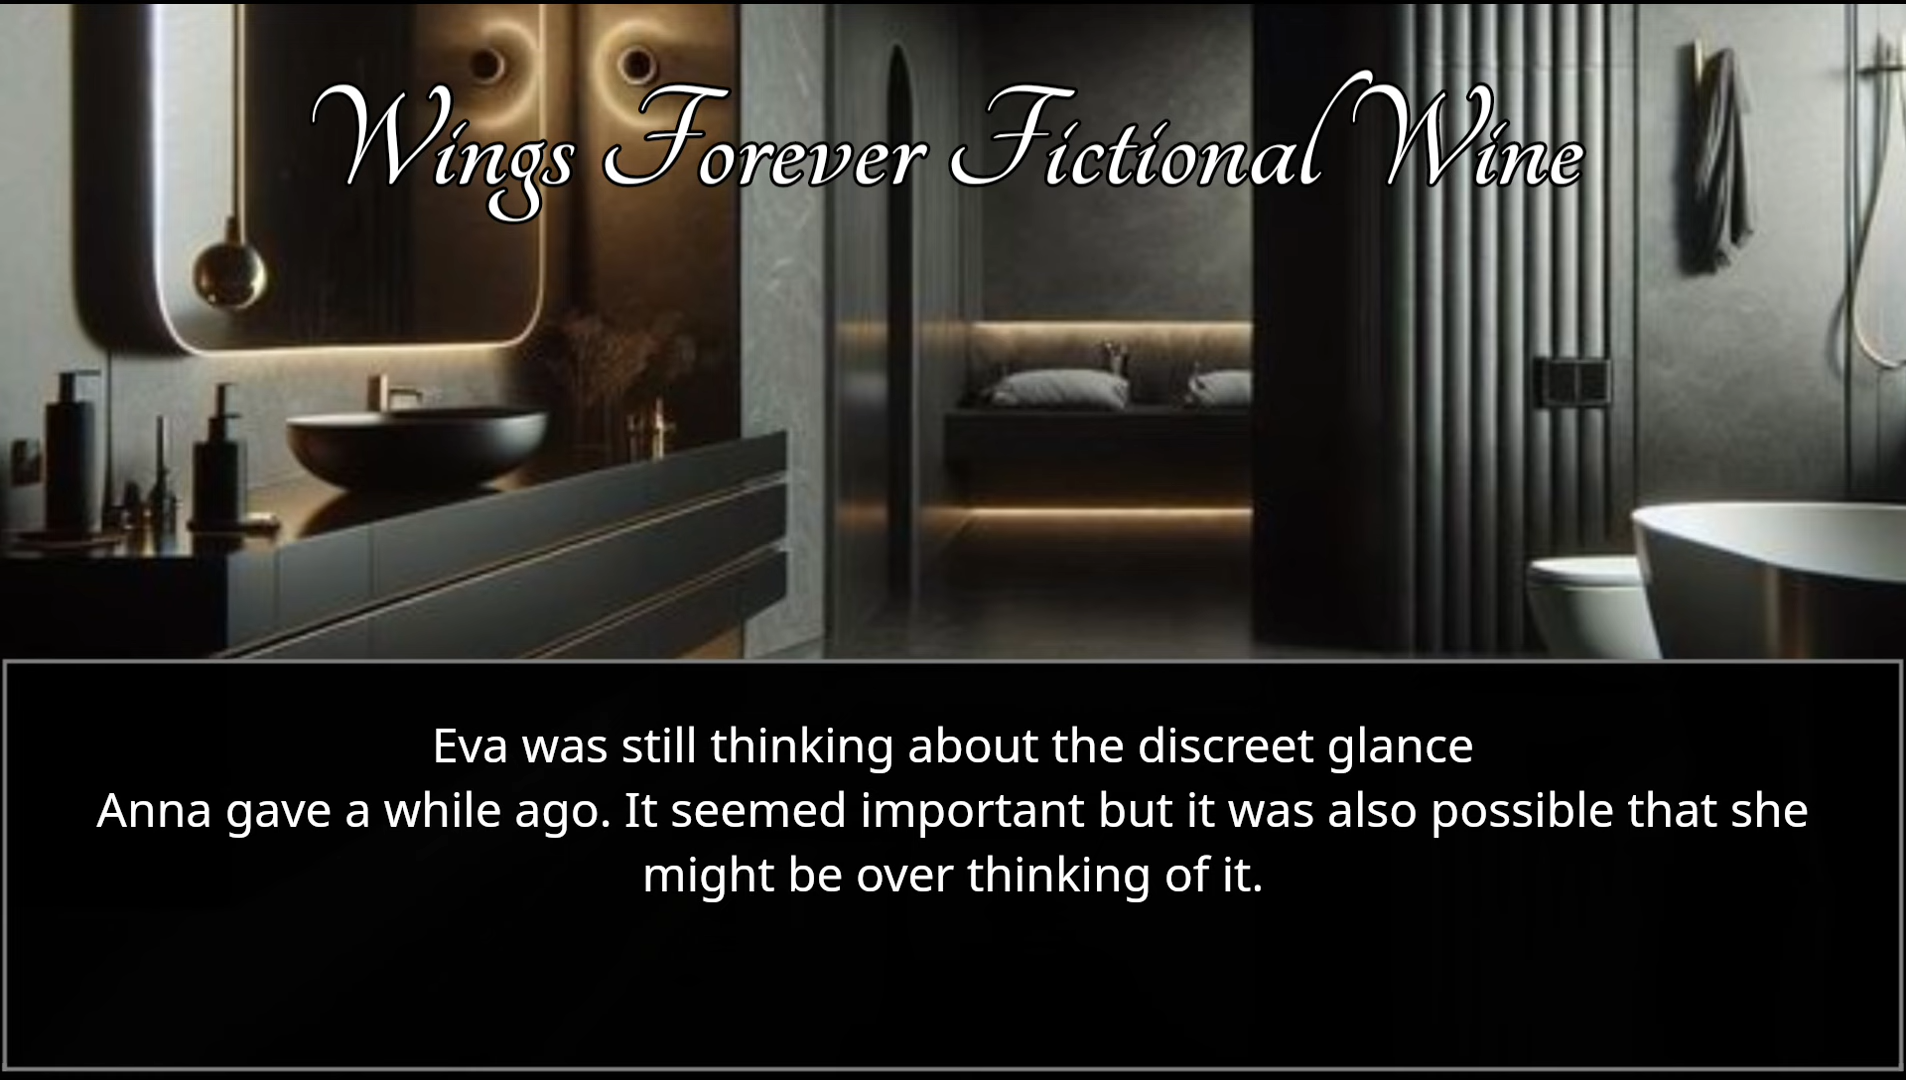 Wings Forever Fictional Wine
Eva was still thinking about the discreet glance
Anna gave a while ago. It seemed important but it was also possible that she
might be over thinking of it.